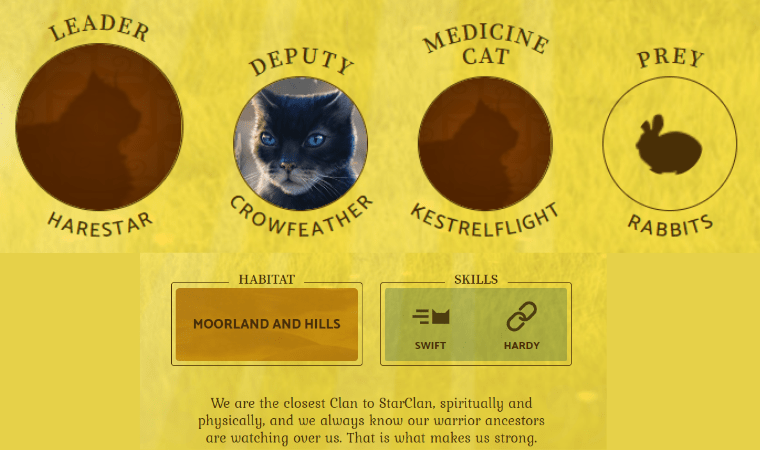 LEADER
HARESTAR
DEPUTY
CROWFEATHER
MEDICINE
CAT
KESTRELFLIGHT
PREY
RABBITS
HABITAT
MOORLAND AND HILLS
SKILLS
SWIFT
HARDY
We are the closest Clan to StarClan, spiritually and
physically, and we always know our warrior ancestors
are watching over us. That is what makes us strong.